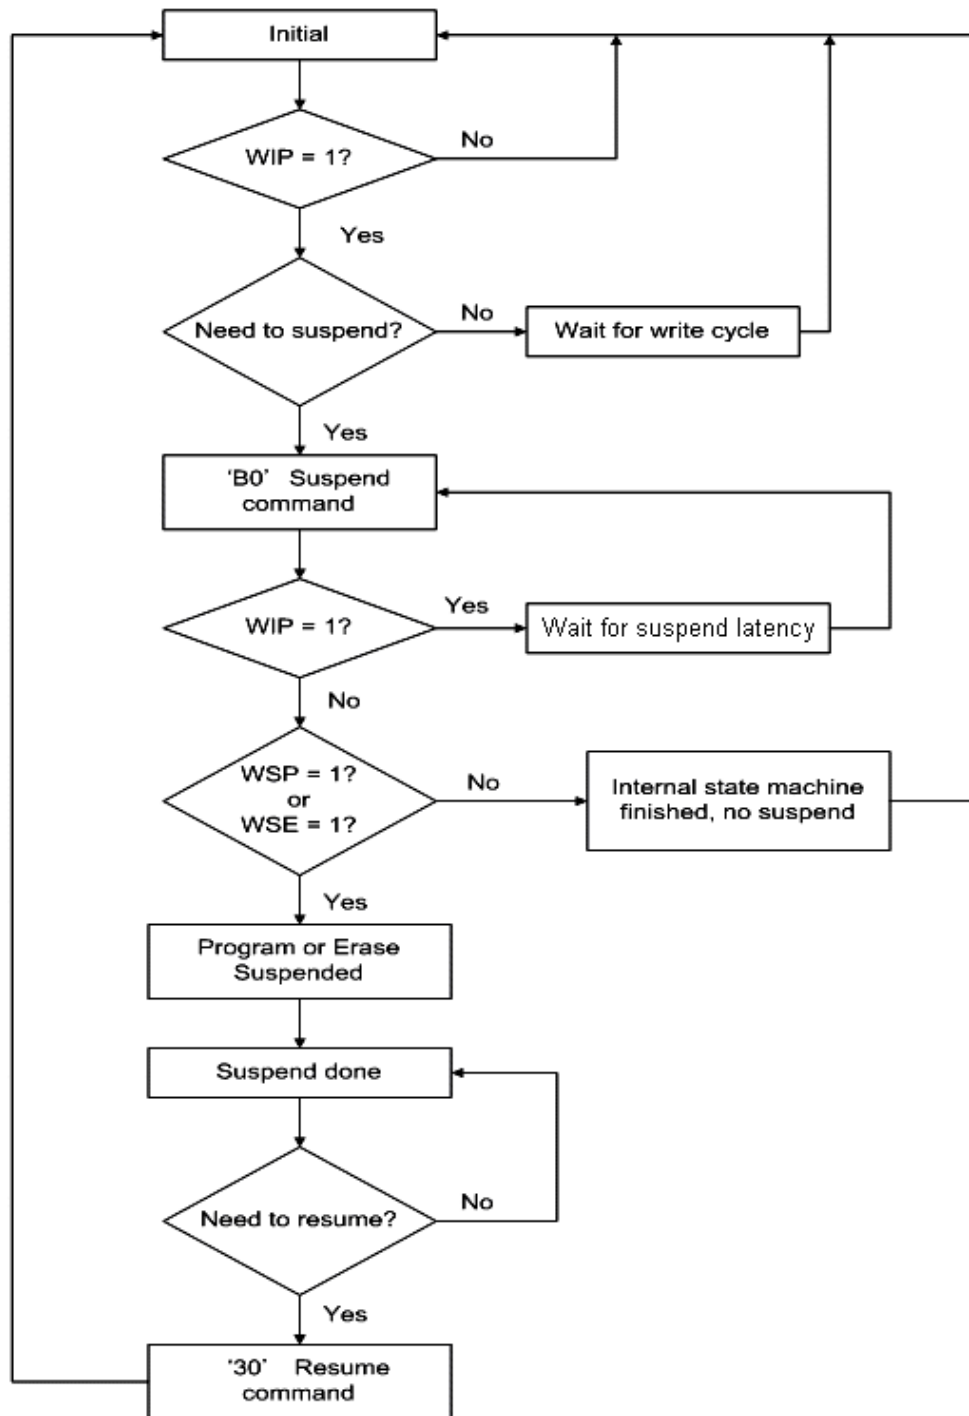 Initial
WIP = 1?
No
Yes
Need to suspend?
No
Wait for write cycle
Yes
'B0' Suspend
command
WIP = 1?
Yes
Wait for suspend latency
No
WSP = 1?
or
WSE = 1?
No
Internal state machine
finished, no suspend
Yes
Program or Erase
Suspended
Suspend done
Need to resume?
No
Yes
'30' Resume
command